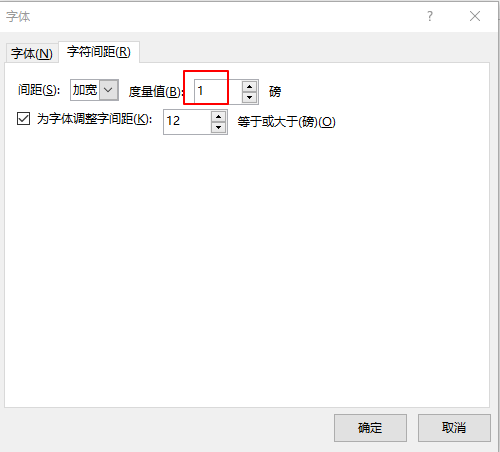 字体
字体(N) 字符间距(R)
间距(S): 加宽 度量值(B): 1 磅
为字体调整字间距(K): 12 等于或大于(磅)(O)
确定 取消